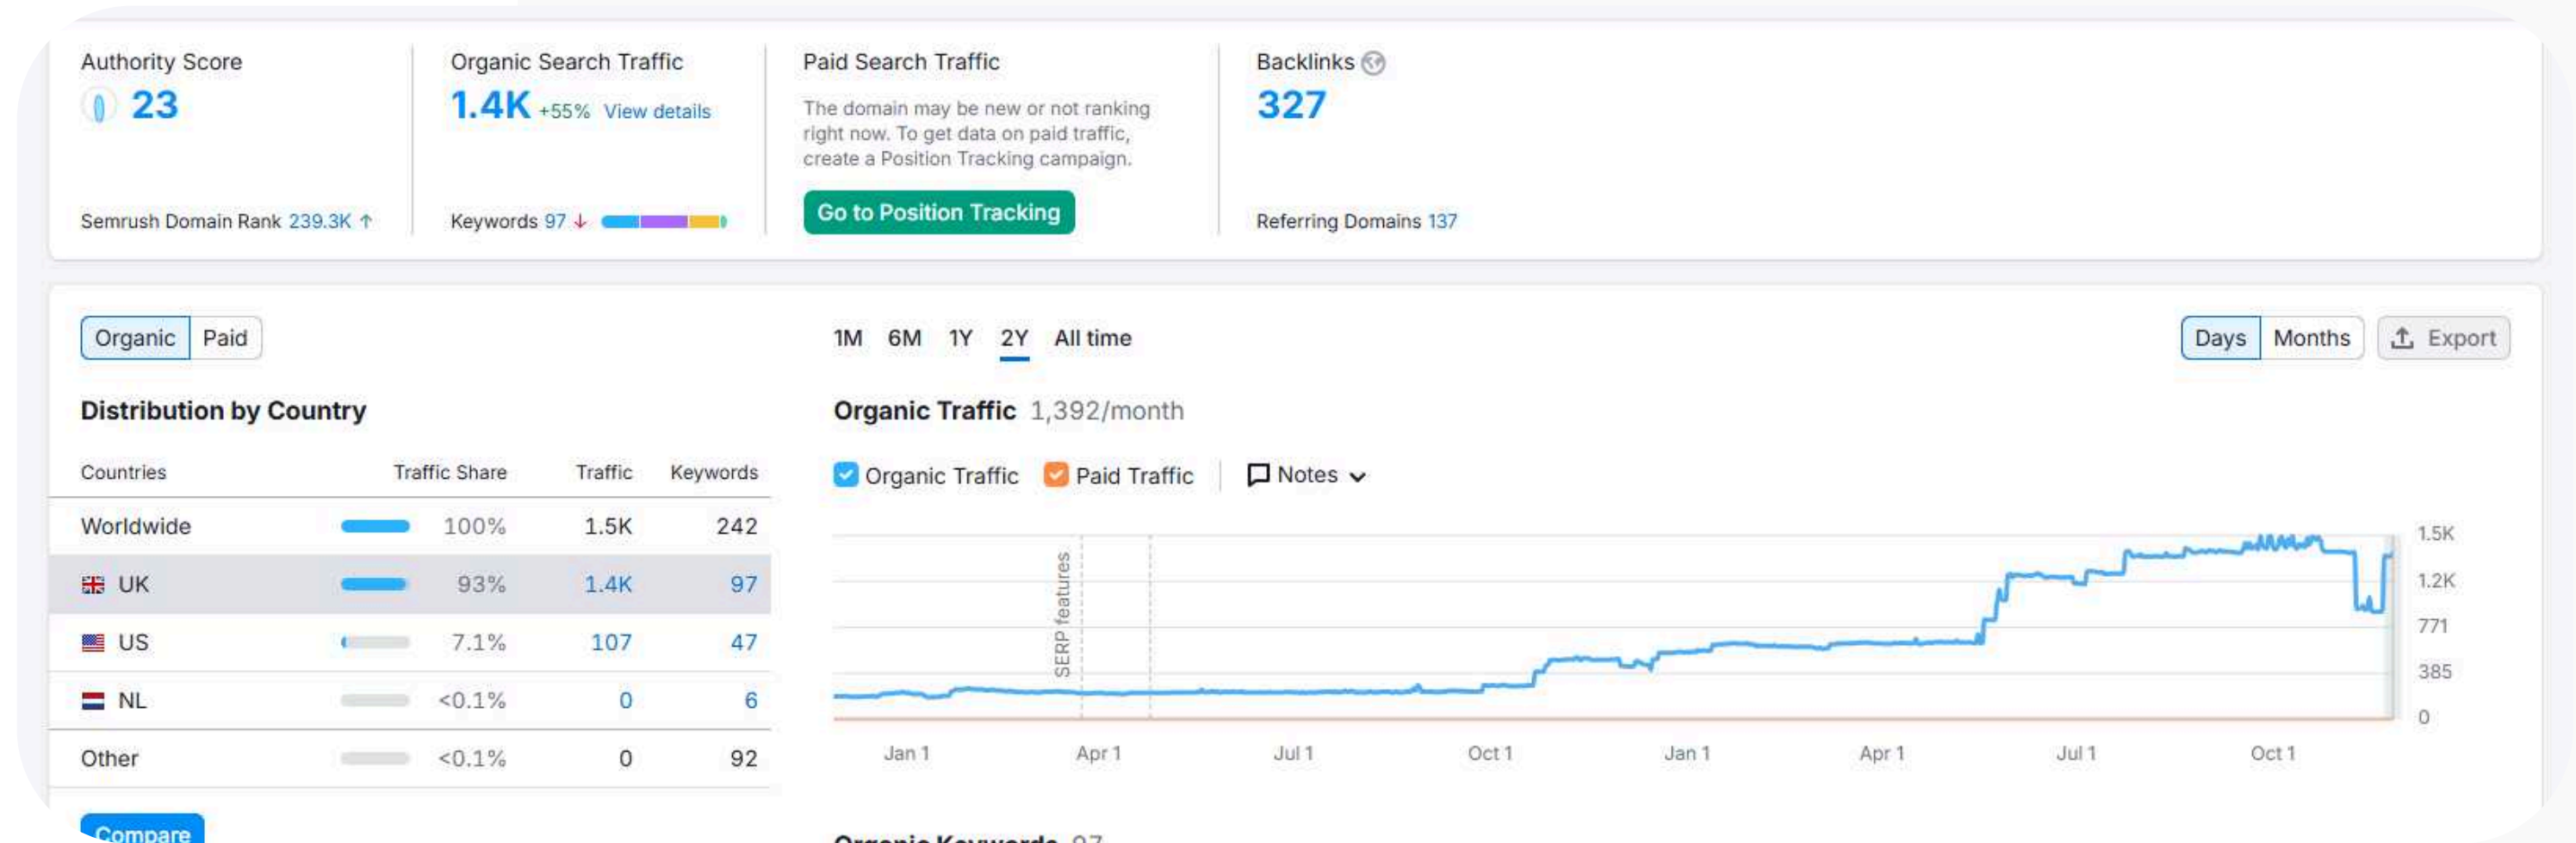 Authority Score
23
Semrush Domain Rank 239.3K ↑
Organic Search Traffic
1.4K +55% View details
Keywords 97 ↓
Paid Search Traffic
The domain may be new or not ranking
right now. To get data on paid traffic,
create a Position Tracking campaign.
Go to Position Tracking
Backlinks
327
Referring Domains 137
Organic Paid
Distribution by Country
Countries Traffic Share Traffic Keywords
Worldwide 100% 1.5K 242
UK 93% 1.4K 97
US 7.1% 107 47
NL <0.1% 0 6
Other <0.1% 0 92
Compare
1M 6M 1Y 2Y All time
Days Months Export
Organic Traffic 1,392/month
Organic Traffic Paid Traffic Notes
SERP features
1.5K
1.2K
771
385
0
Jan 1 Apr 1 Jul 1 Oct 1 Jan 1 Apr 1 Jul 1 Oct 1
Organic Keywords 97